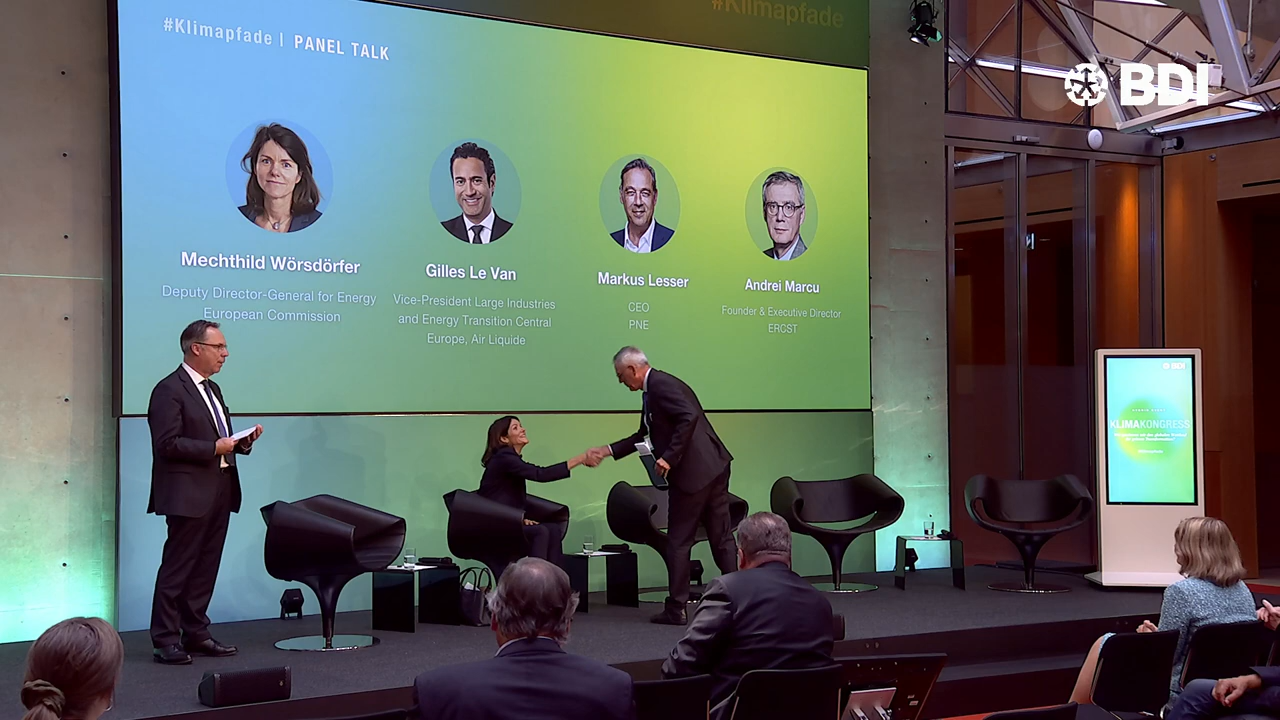 #Klimapfade
#Klimapfade | PANEL TALK
BDI
Mechthild Wörsdörfer
Deputy Director-General for Energy
European Commission
Gilles Le Van
Vice-President Large Industries
and Energy Transition Central
Europe, Air Liquide
Markus Lesser
CEO
PNE
Andrei Marcu
Founder & Executive Director
ERCST
BDI
KLIMAKONGRESS